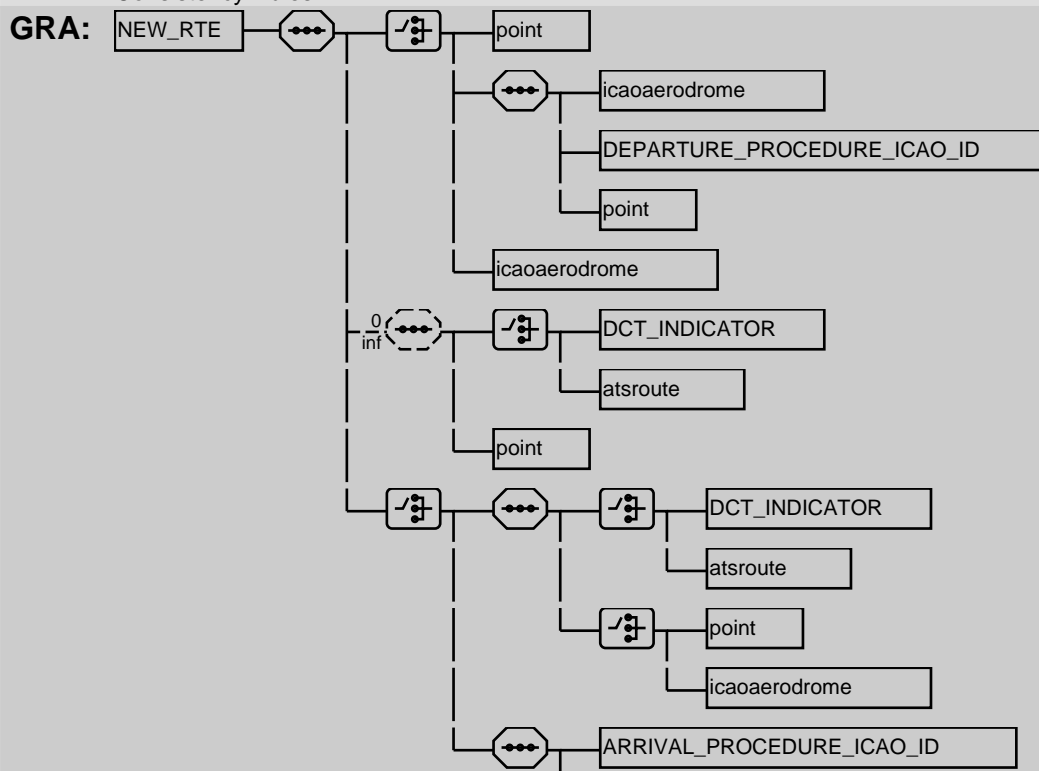 GRA: NEW_RTE point
icaoaerodrome
DEPARTURE_PROCEDURE_ICAO_ID
point
icaoaerodrome
0
inf
DCT_INDICATOR
atsroute
point
DCT_INDICATOR
atsroute
point
icaoaerodrome
ARRIVAL_PROCEDURE_ICAO_ID